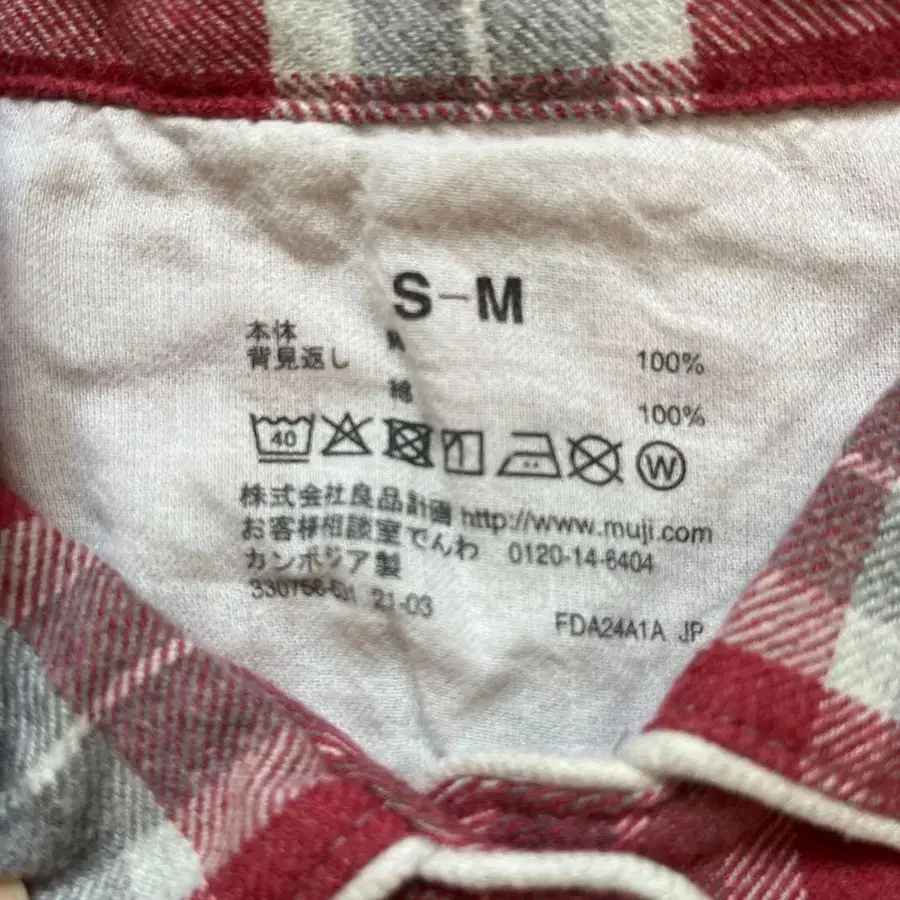 S-M
本体 100%
背見返し 綿 100%
40 W
株式会社良品計画 http://www.muji.com
お客様相談室でんわ 0120-14-6404
カンボジア製
21-03
FDA24A1A JP